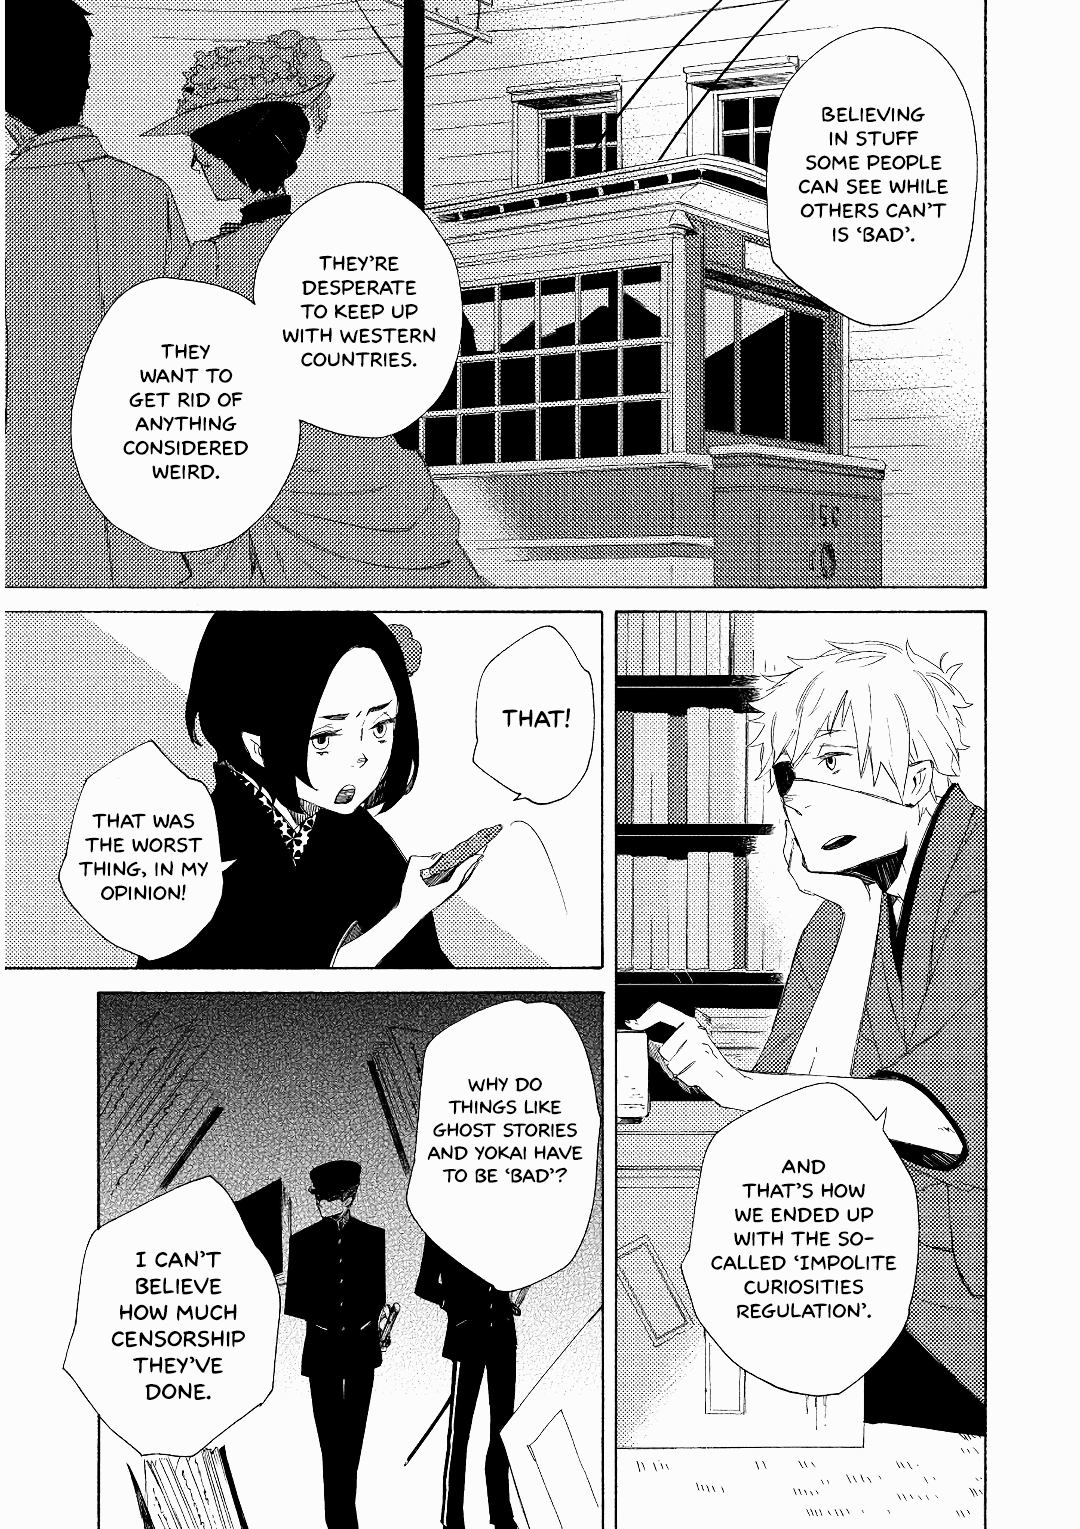 BELIEVING
IN STUFF
SOME PEOPLE
CAN SEE WHILE
OTHERS CAN'T
IS 'BAD'.
THEY'RE
DESPERATE
TO KEEP UP
WITH WESTERN
COUNTRIES.
THEY
WANT TO
GET RID OF
ANYTHING
CONSIDERED
WEIRD.
AND
THAT'S HOW
WE ENDED UP
WITH THE SO-
CALLED 'IMPOLITE
CURIOSITIES
REGULATION'.
THAT!
THAT WAS
THE WORST
THING, IN MY
OPINION!
WHY DO
THINGS LIKE
GHOST STORIES
AND YOKAI HAVE
TO BE 'BAD'?
I CAN'T
BELIEVE
HOW MUCH
CENSORSHIP
THEY'VE
DONE.